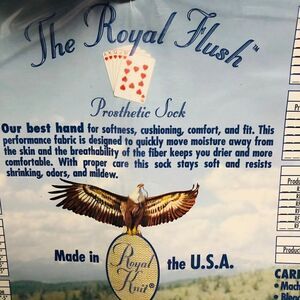 The Royal Flush™
Prosthetic Sock
Our best hand for softness, cushioning, comfort, and fit. This
performance fabric is designed to quickly move moisture away from
the skin and the breathability of the fiber keeps you drier and more
comfortable. With proper care this sock stays soft and resists
shrinking, odors, and mildew.
Made in
Royal
Knit®
the U.S.A.
Produ
Produc
CARE
• Mach